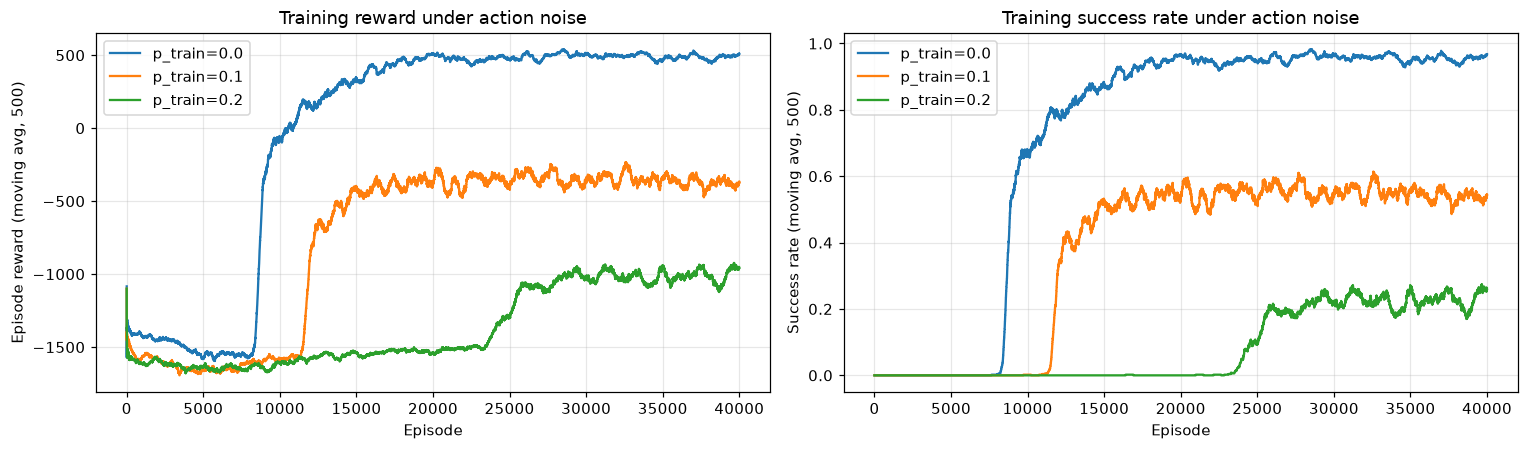 Training reward under action noise
Episode reward (moving avg, 500)
500
0
−500
−1000
−1500
p_train=0.0
p_train=0.1
p_train=0.2
0 5000 10000 15000 20000 25000 30000 35000 40000
Episode
Training success rate under action noise
Success rate (moving avg, 500)
1.0
0.8
0.6
0.4
0.2
0.0
p_train=0.0
p_train=0.1
p_train=0.2
0 5000 10000 15000 20000 25000 30000 35000 40000
Episode